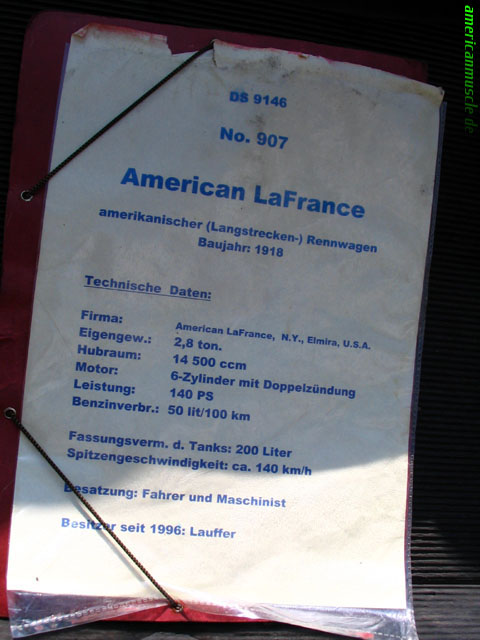 americanmuscle.de
DS 9146
No. 907
American LaFrance
amerikanischer (Langstrecken-) Rennwagen
Baujahr: 1918
Technische Daten:
Firma: American LaFrance, N.Y., Elmira, U.S.A.
Eigengew.: 2,8 ton.
Hubraum: 14 500 ccm
Motor: 6-Zylinder mit Doppelzündung
Leistung: 140 PS
Benzinverbr.: 50 lit/100 km
Fassungsverm. d. Tanks: 200 Liter
Spitzengeschwindigkeit: ca. 140 km/h
Besatzung: Fahrer und Maschinist
Besitzer seit 1996: Lauffer